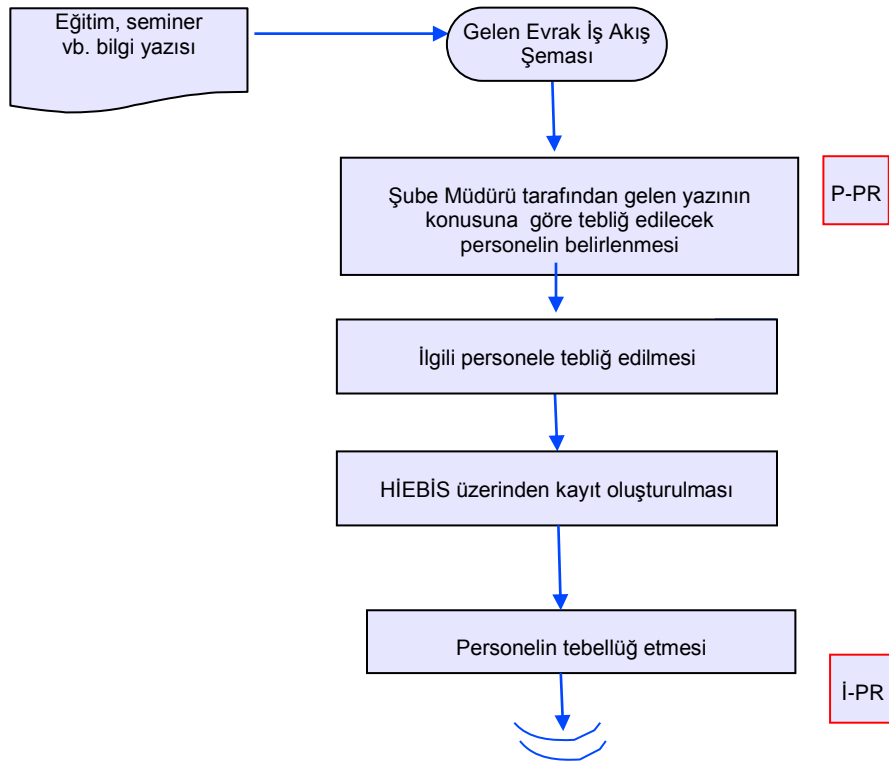 Eğitim, seminer
vb. bilgi yazısı
Gelen Evrak İş Akış
Şeması
Şube Müdürü tarafından gelen yazının
konusuna göre tebliğ edilecek
personelin belirlenmesi
P-PR
İlgili personele tebliğ edilmesi
HİEBİS üzerinden kayıt oluşturulması
Personelin tebellüğ etmesi
İ-PR